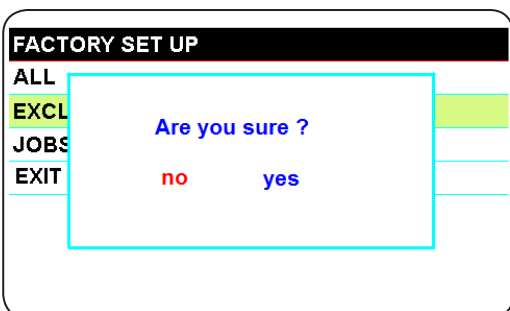 FACTORY SET UP
ALL
EXCL
JOBS
EXIT
Are you sure ?
no yes